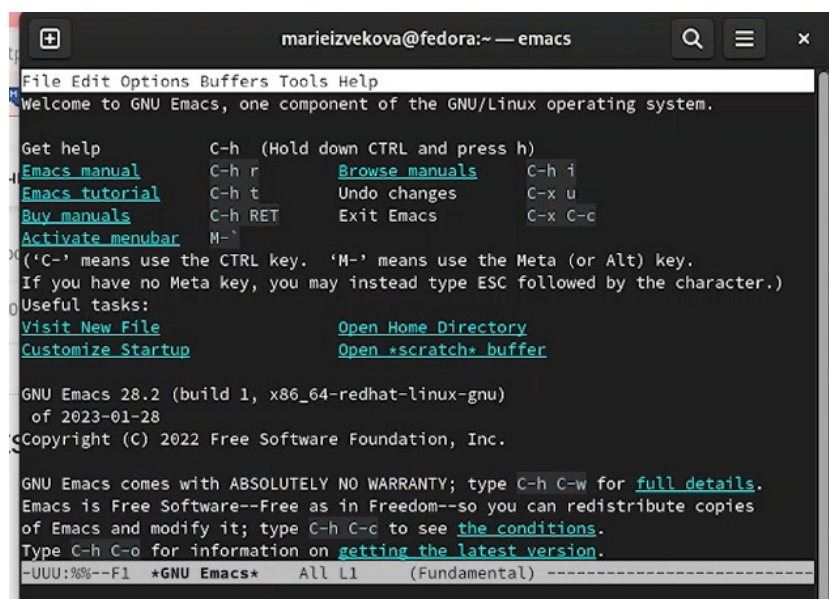 marieizvekova@fedora:~ — emacs
File Edit Options Buffers Tools Help
Welcome to GNU Emacs, one component of the GNU/Linux operating system.
Get help C-h (Hold down CTRL and press h)
Emacs manual C-h r Browse manuals C-h i
Emacs tutorial C-h t Undo changes C-x u
Buy manuals C-h RET Exit Emacs C-x C-c
Activate menubar M-`
(‘C-’ means use the CTRL key. ‘M-’ means use the Meta (or Alt) key.
If you have no Meta key, you may instead type ESC followed by the character.)
Useful tasks:
Visit New File Open Home Directory
Customize Startup Open *scratch* buffer
GNU Emacs 28.2 (build 1, x86_64-redhat-linux-gnu)
of 2023-01-28
Copyright (C) 2022 Free Software Foundation, Inc.
GNU Emacs comes with ABSOLUTELY NO WARRANTY; type C-h C-w for full details.
Emacs is Free Software--Free as in Freedom--so you can redistribute copies
of Emacs and modify it; type C-h C-c to see the conditions.
Type C-h C-o for information on getting the latest version.
-UUU:%%--F1 *GNU Emacs* All L1 (Fundamental) ---------------------------